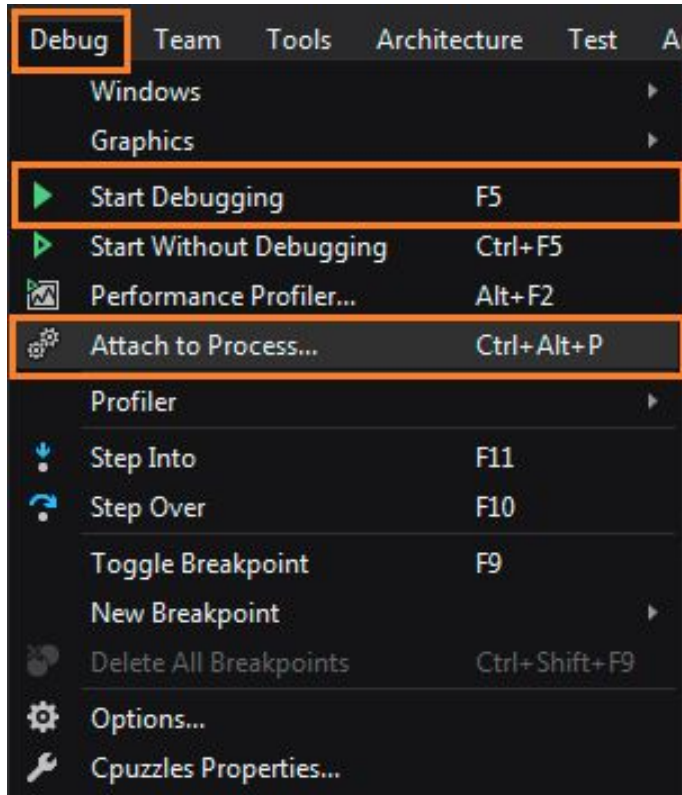 Debug Team Tools Architecture Test
Windows
Graphics
Start Debugging F5
Start Without Debugging Ctrl+F5
Performance Profiler... Alt+F2
Attach to Process... Ctrl+Alt+P
Profiler
Step Into F11
Step Over F10
Toggle Breakpoint F9
New Breakpoint
Delete All Breakpoints Ctrl+Shift+F9
Options...
Cpuzzles Properties...